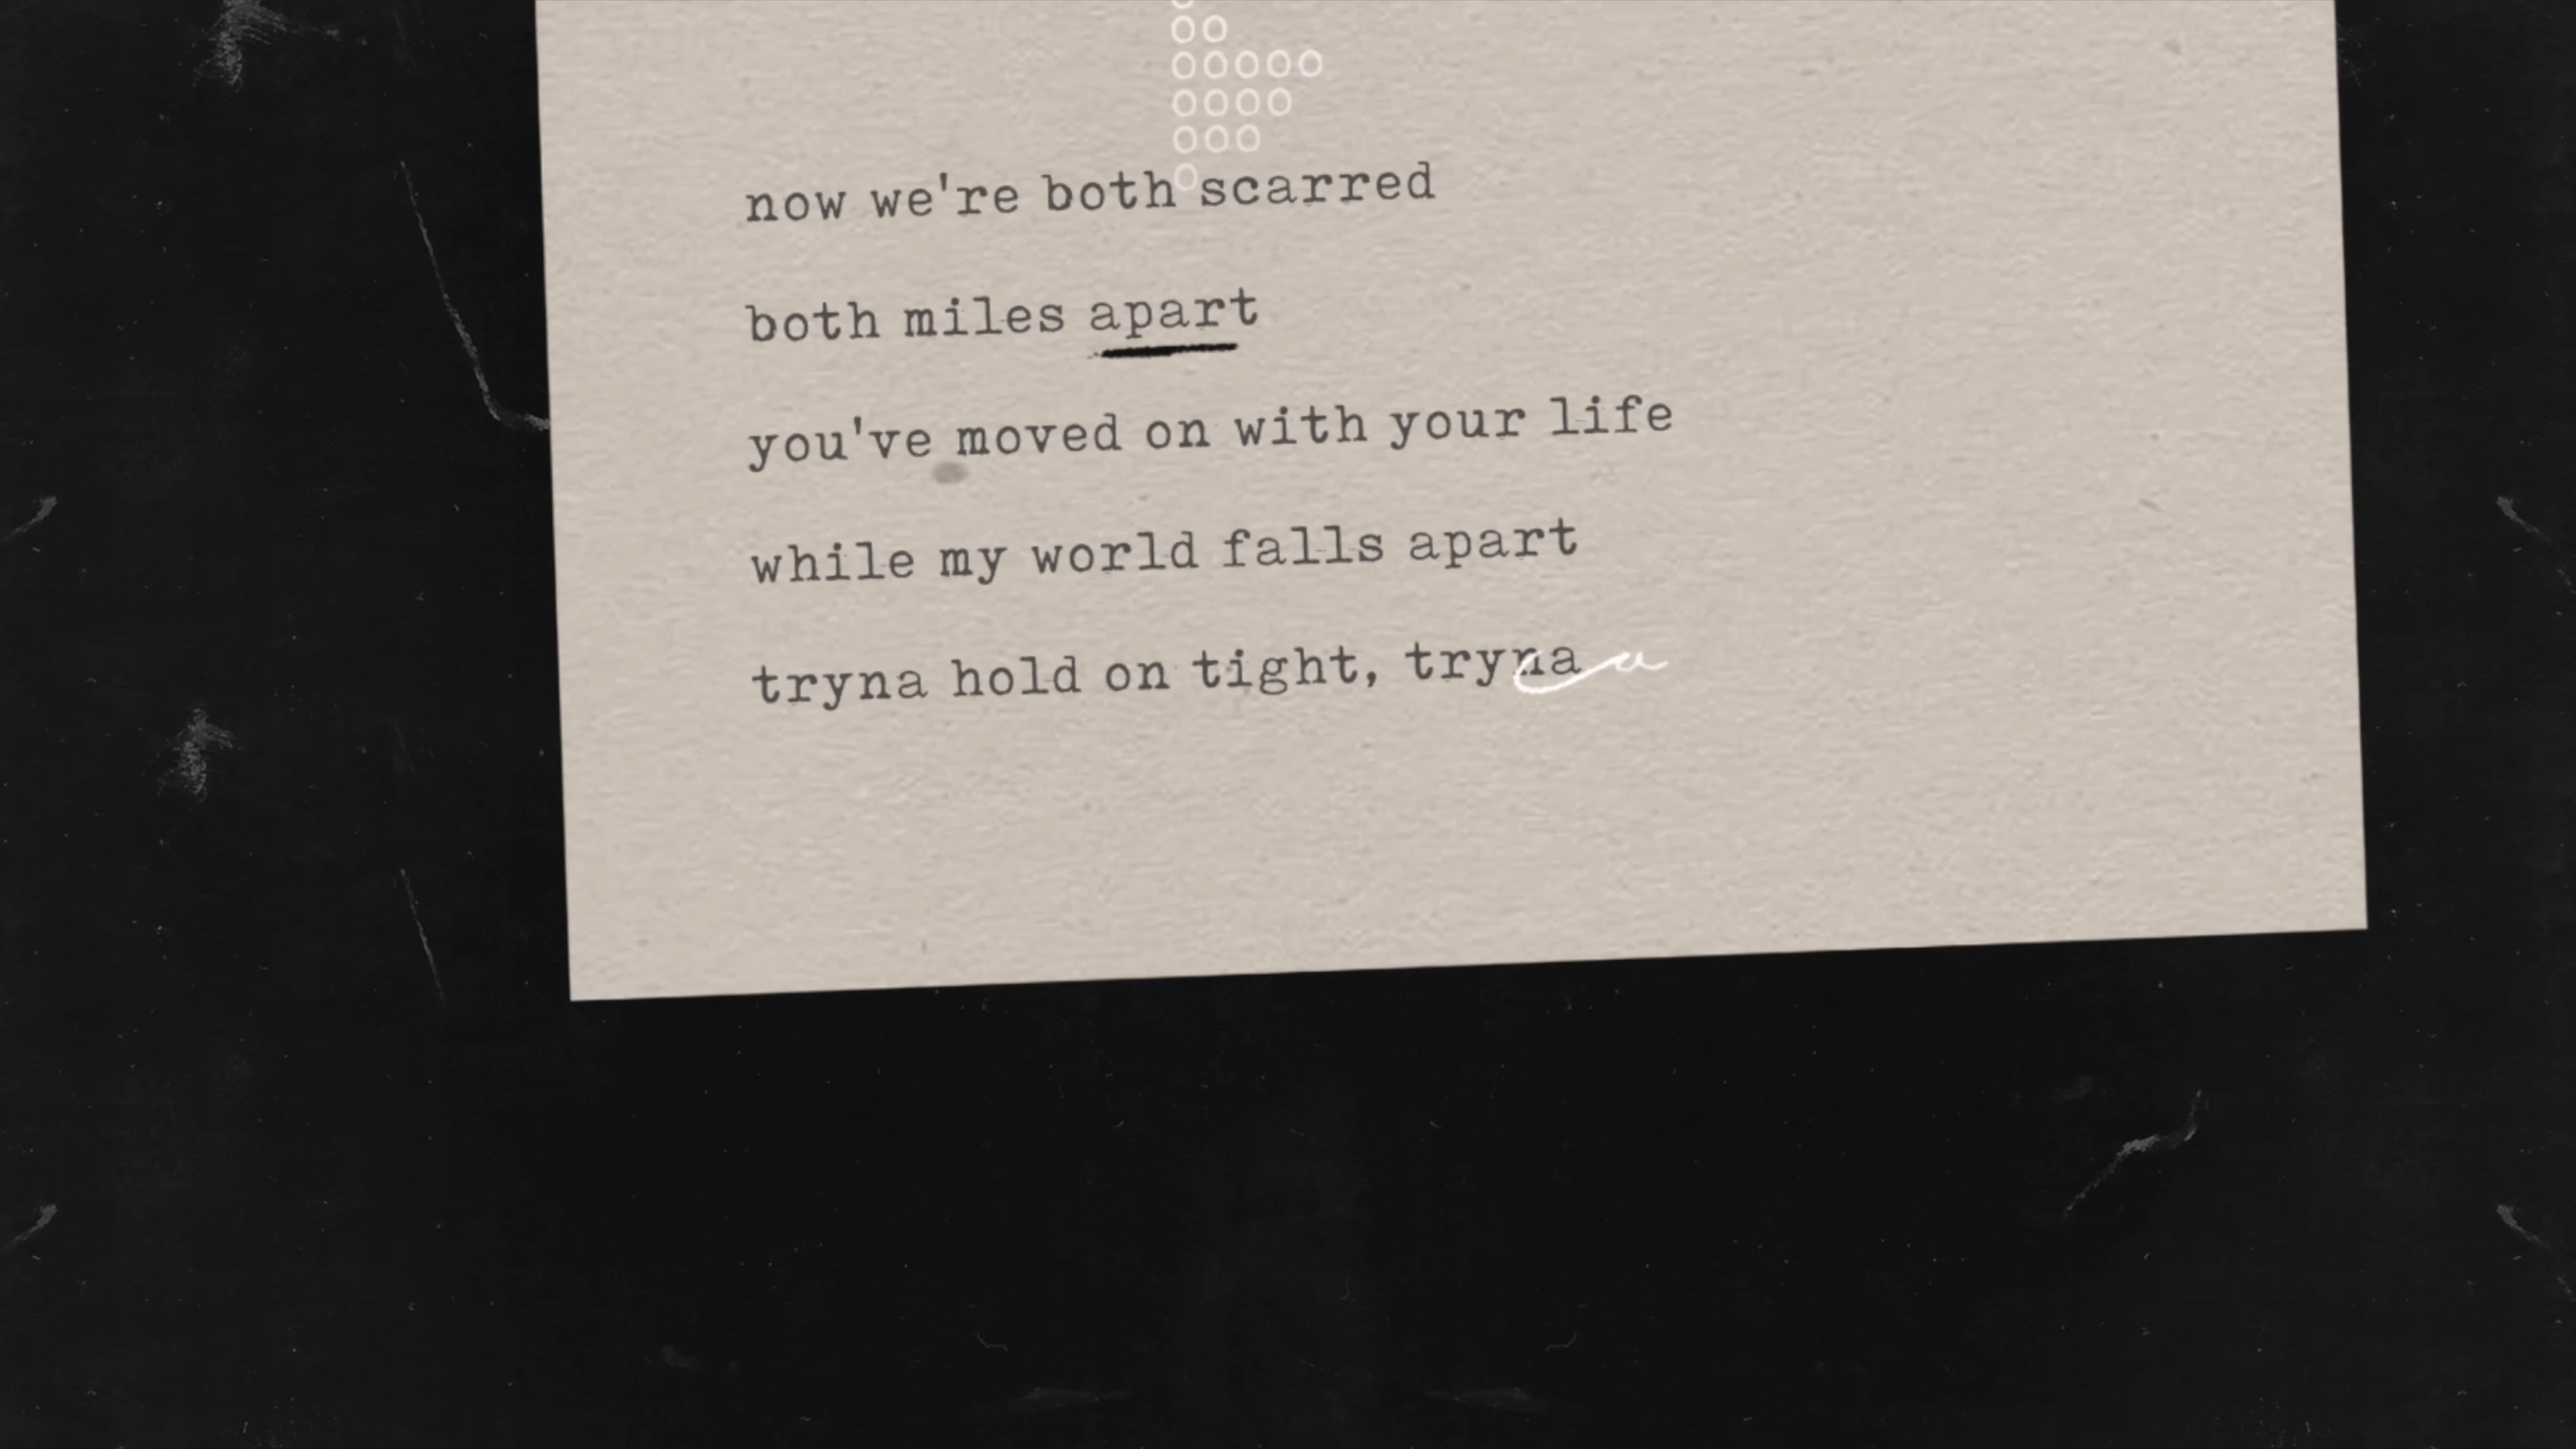 now we're both scarred
both miles apart
you've moved on with your life
while my world falls apart
tryna hold on tight, tryna